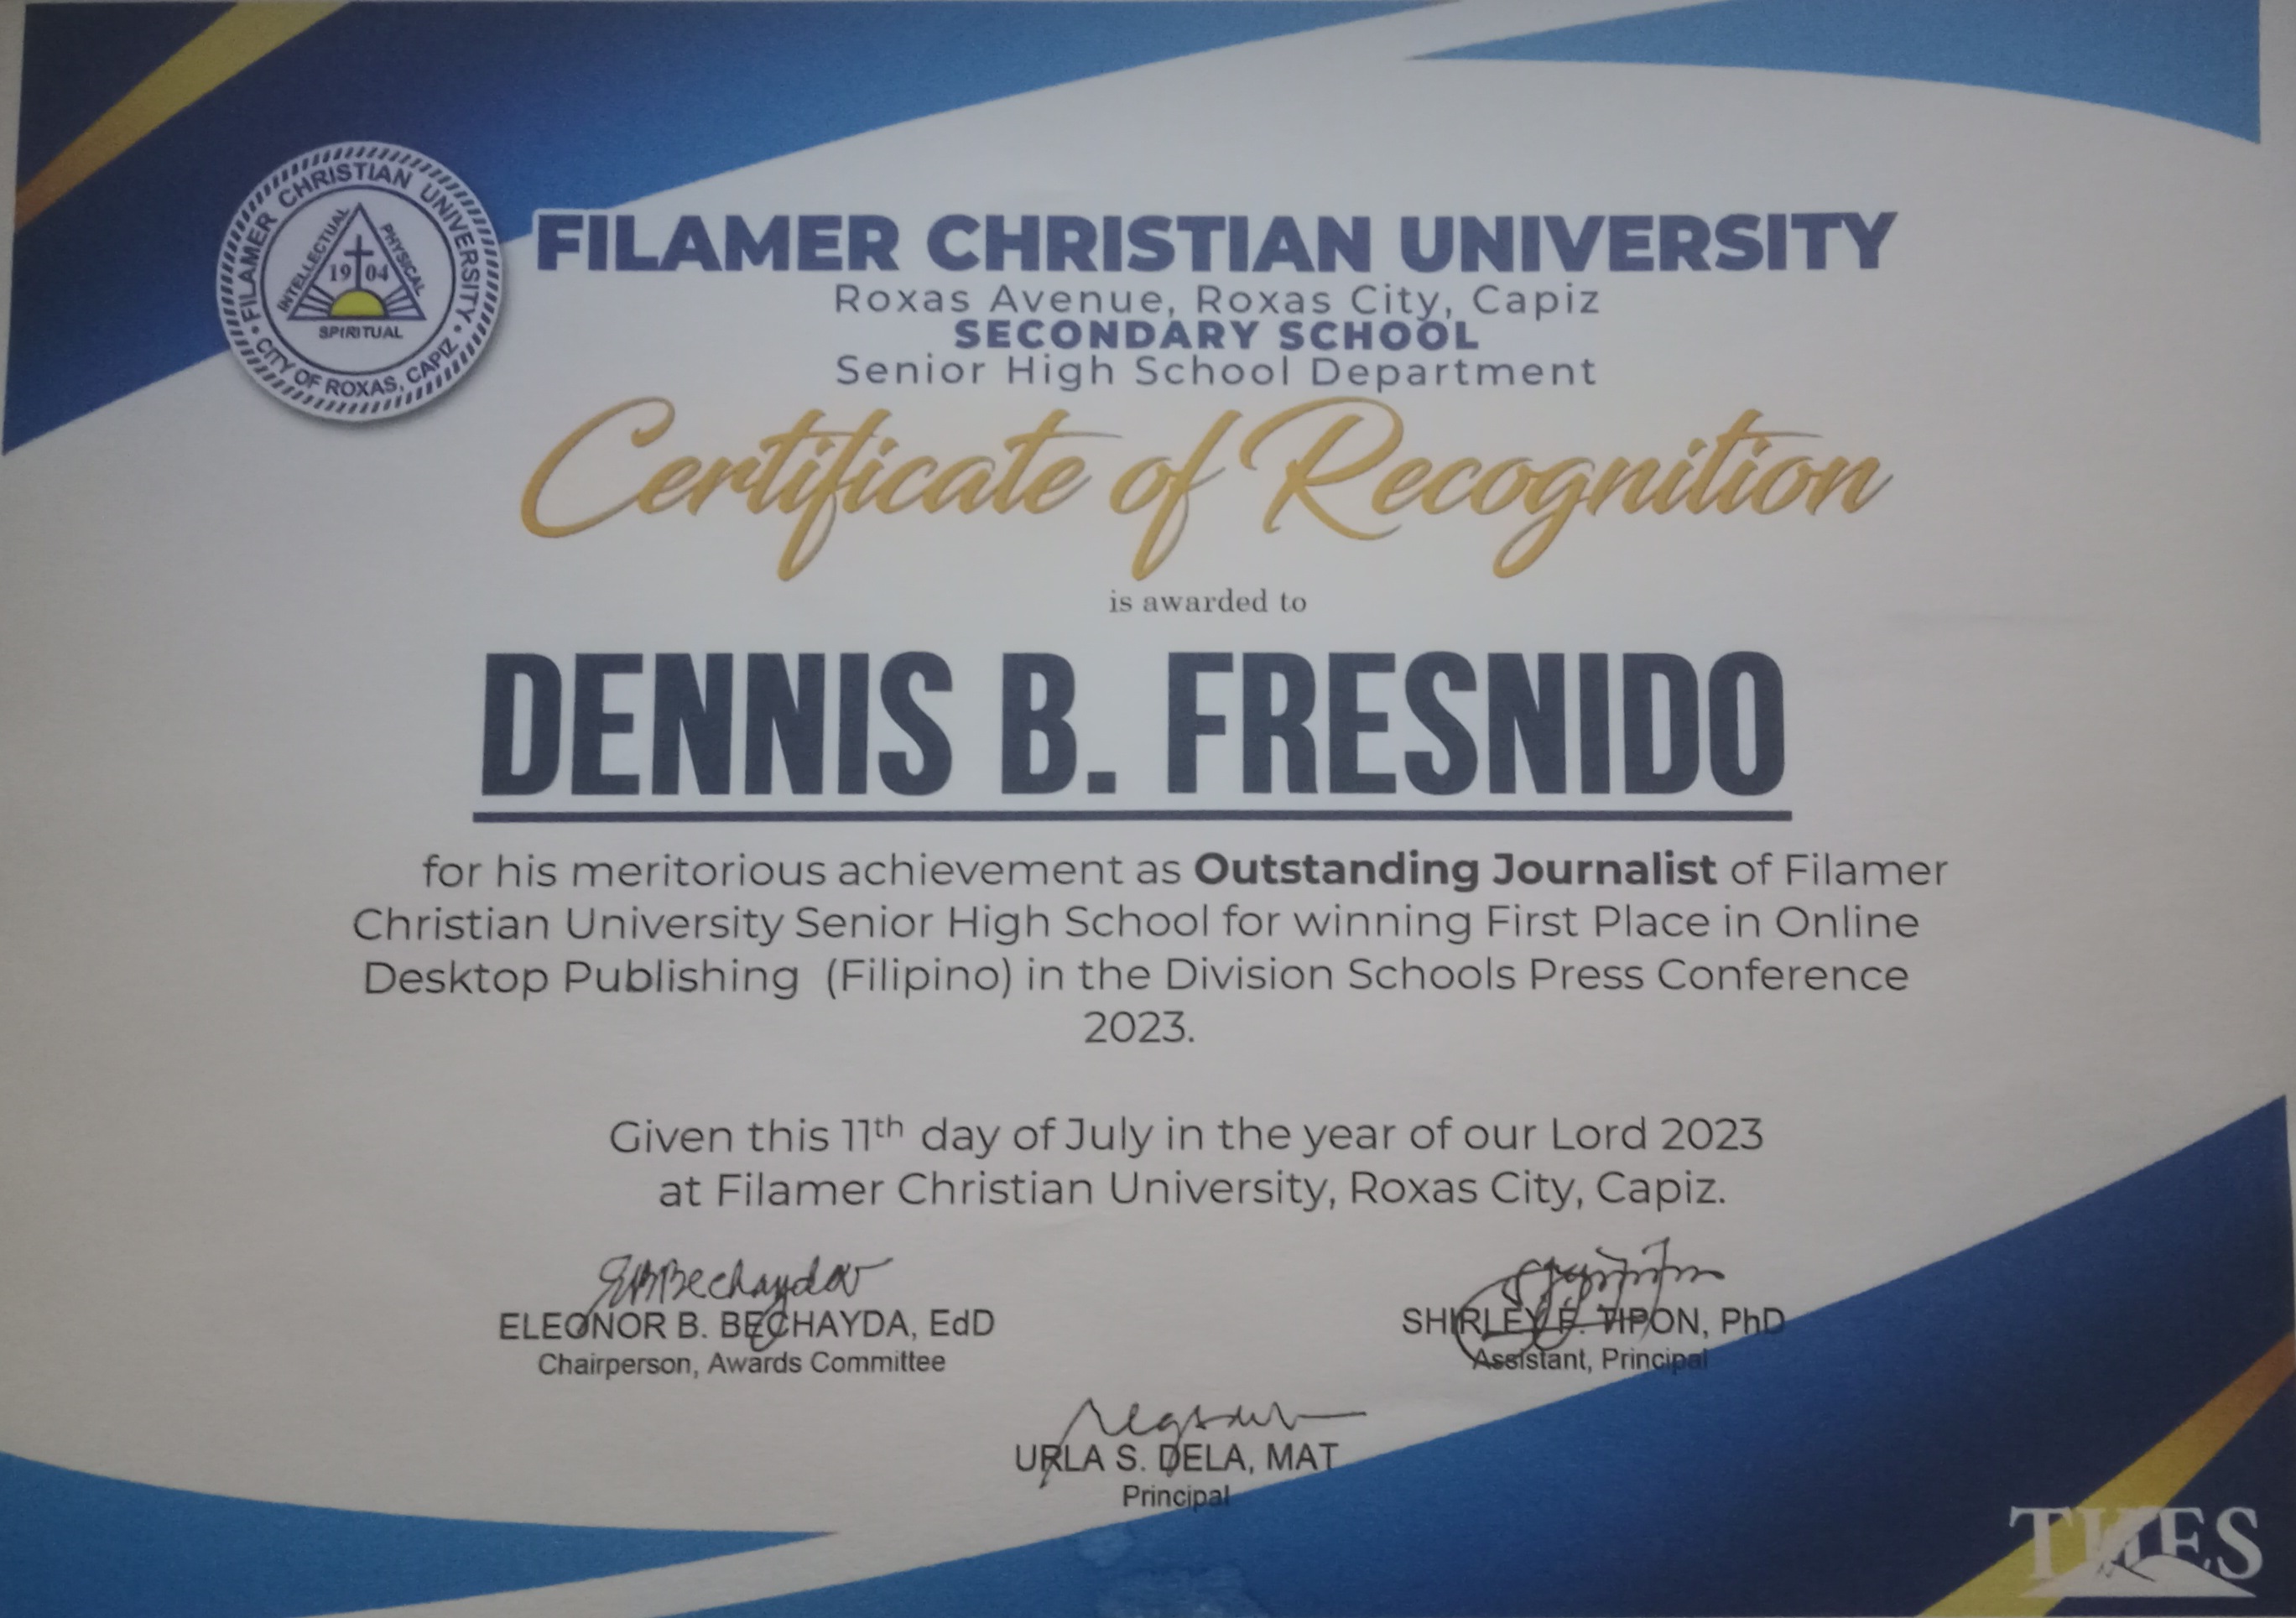 FILAMER CHRISTIAN UNIVERSITY
CITY OF ROXAS, CAPIZ
INTELLECTUAL
PHYSICAL
1904
SPIRITUAL
FILAMER CHRISTIAN UNIVERSITY
Roxas Avenue, Roxas City, Capiz
SECONDARY SCHOOL
Senior High School Department
Certificate of Recognition
is awarded to
DENNIS B. FRESNIDO
for his meritorious achievement as Outstanding Journalist of Filamer
Christian University Senior High School for winning First Place in Online
Desktop Publishing (Filipino) in the Division Schools Press Conference
2023.
Given this 11th day of July in the year of our Lord 2023
at Filamer Christian University, Roxas City, Capiz.
ELEONOR B. BECHAYDA, EdD
Chairperson, Awards Committee
SHIRLEY F. TIPON, PhD
Assistant, Principal
URLA S. DELA, MAT
Principal